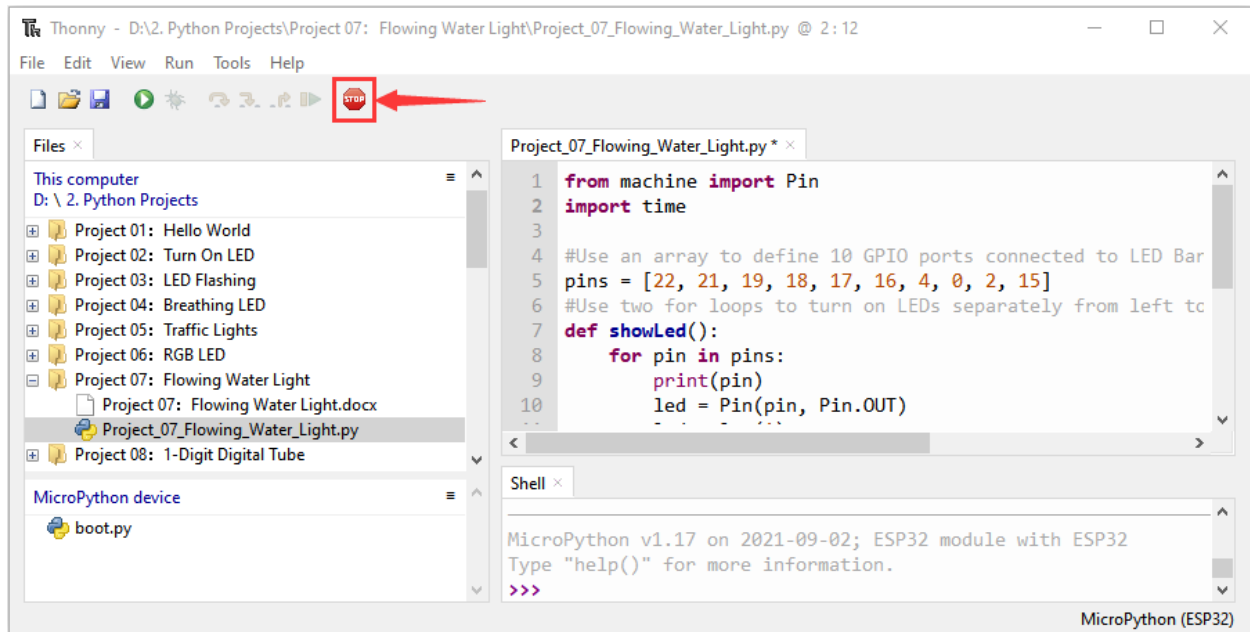 Thonny - D:\2. Python Projects\Project 07: Flowing Water Light\Project_07_Flowing_Water_Light.py @ 2:12
File Edit View Run Tools Help
STOP
Files
This computer
D: \ 2. Python Projects
Project 01: Hello World
Project 02: Turn On LED
Project 03: LED Flashing
Project 04: Breathing LED
Project 05: Traffic Lights
Project 06: RGB LED
Project 07: Flowing Water Light
Project 07: Flowing Water Light.docx
Project_07_Flowing_Water_Light.py
Project 08: 1-Digit Digital Tube
MicroPython device
boot.py
Project_07_Flowing_Water_Light.py *
1 from machine import Pin
2 import time
3
4 #Use an array to define 10 GPIO ports connected to LED Bar
5 pins = [22, 21, 19, 18, 17, 16, 4, 0, 2, 15]
6 #Use two for loops to turn on LEDs separately from left to
7 def showLed():
8 for pin in pins:
9 print(pin)
10 led = Pin(pin, Pin.OUT)
Shell
MicroPython v1.17 on 2021-09-02; ESP32 module with ESP32
Type "help()" for more information.
>>>
MicroPython (ESP32)